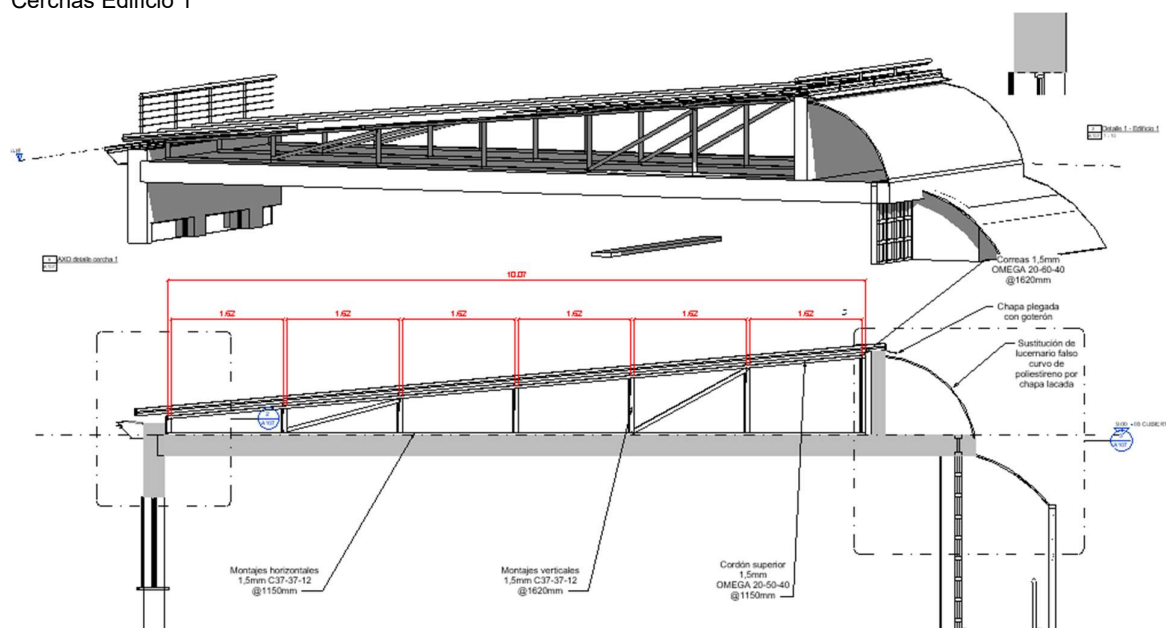 Cerchas Edificio 1
Detalle 1 - Edificio 1
AXO detalle cercha 1
10.07
1.62
1.62
1.62
1.62
1.62
1.62
Correas 1,5mm
OMEGA 20-60-40
@1620mm
Chapa plegada
con goterón
Sustitución de
lucernario falso
curvo de
poliestireno por
chapa lacada
2
A107
A107
Montajes horizontales
1,5mm C37-37-12
@1150mm
Montajes verticales
1,5mm C37-37-12
@1620mm
Cordón superior
1,5mm
OMEGA 20-50-40
@1150mm